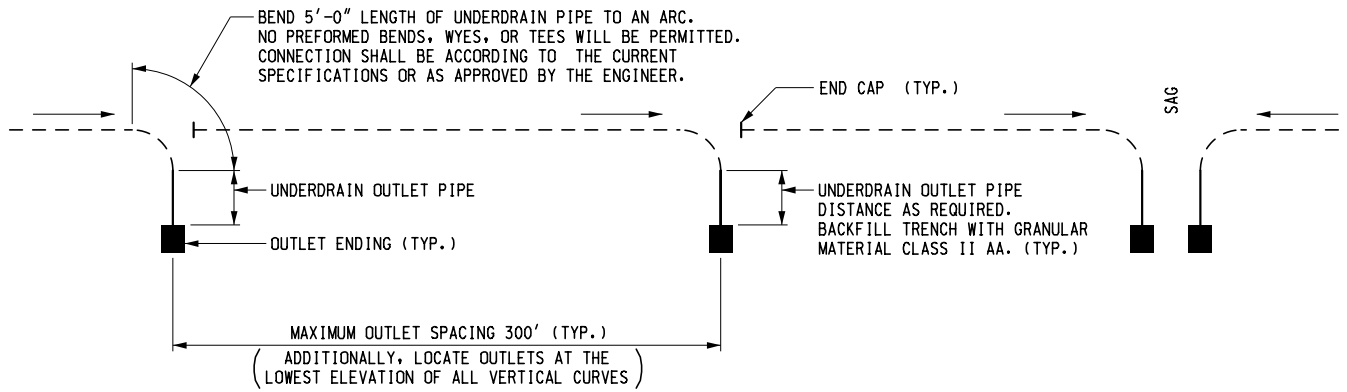 BEND 5'-0" LENGTH OF UNDERDRAIN PIPE TO AN ARC.
NO PREFORMED BENDS, WYES, OR TEES WILL BE PERMITTED.
CONNECTION SHALL BE ACCORDING TO THE CURRENT
SPECIFICATIONS OR AS APPROVED BY THE ENGINEER.
END CAP (TYP.)
SAG
UNDERDRAIN OUTLET PIPE
OUTLET ENDING (TYP.)
UNDERDRAIN OUTLET PIPE
DISTANCE AS REQUIRED.
BACKFILL TRENCH WITH GRANULAR
MATERIAL CLASS II AA. (TYP.)
MAXIMUM OUTLET SPACING 300' (TYP.)
(ADDITIONALLY, LOCATE OUTLETS AT THE
LOWEST ELEVATION OF ALL VERTICAL CURVES)